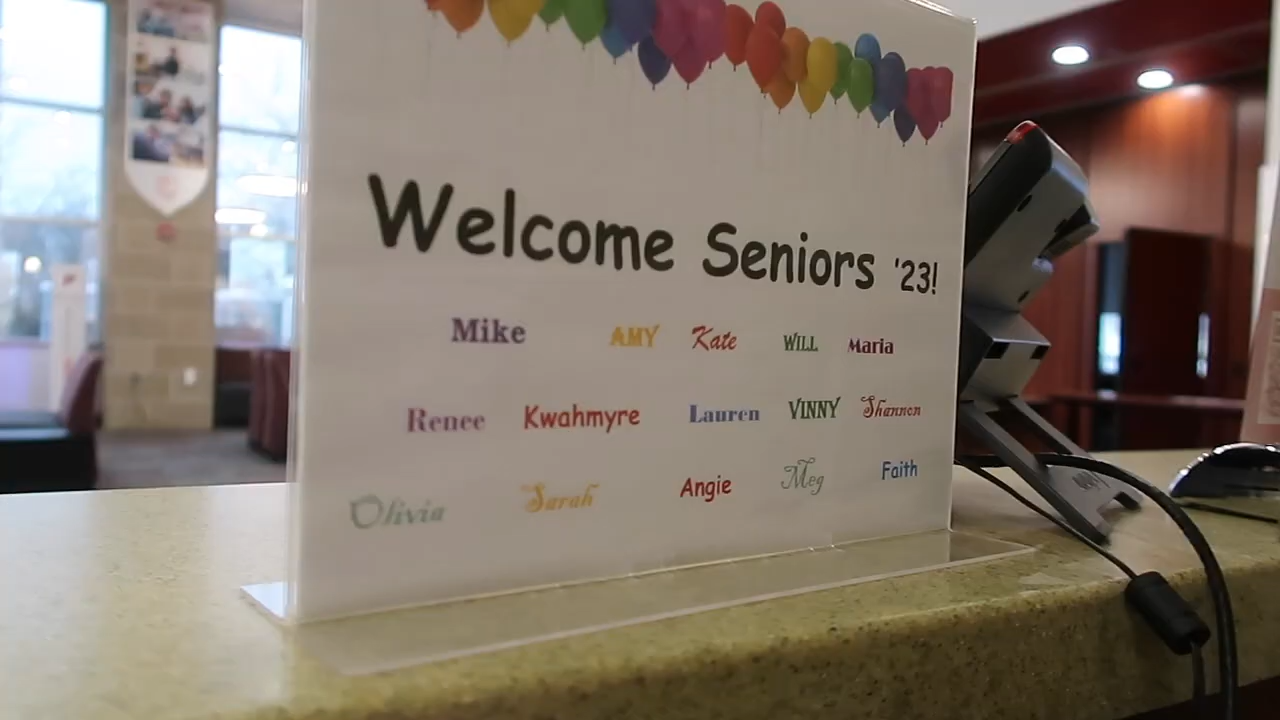 Welcome Seniors '23!
Mike AMY Kate WILL Maria
Renee Kwahmyre Lauren VINNY Shannon
Olivia Sarah Angie Meg Faith